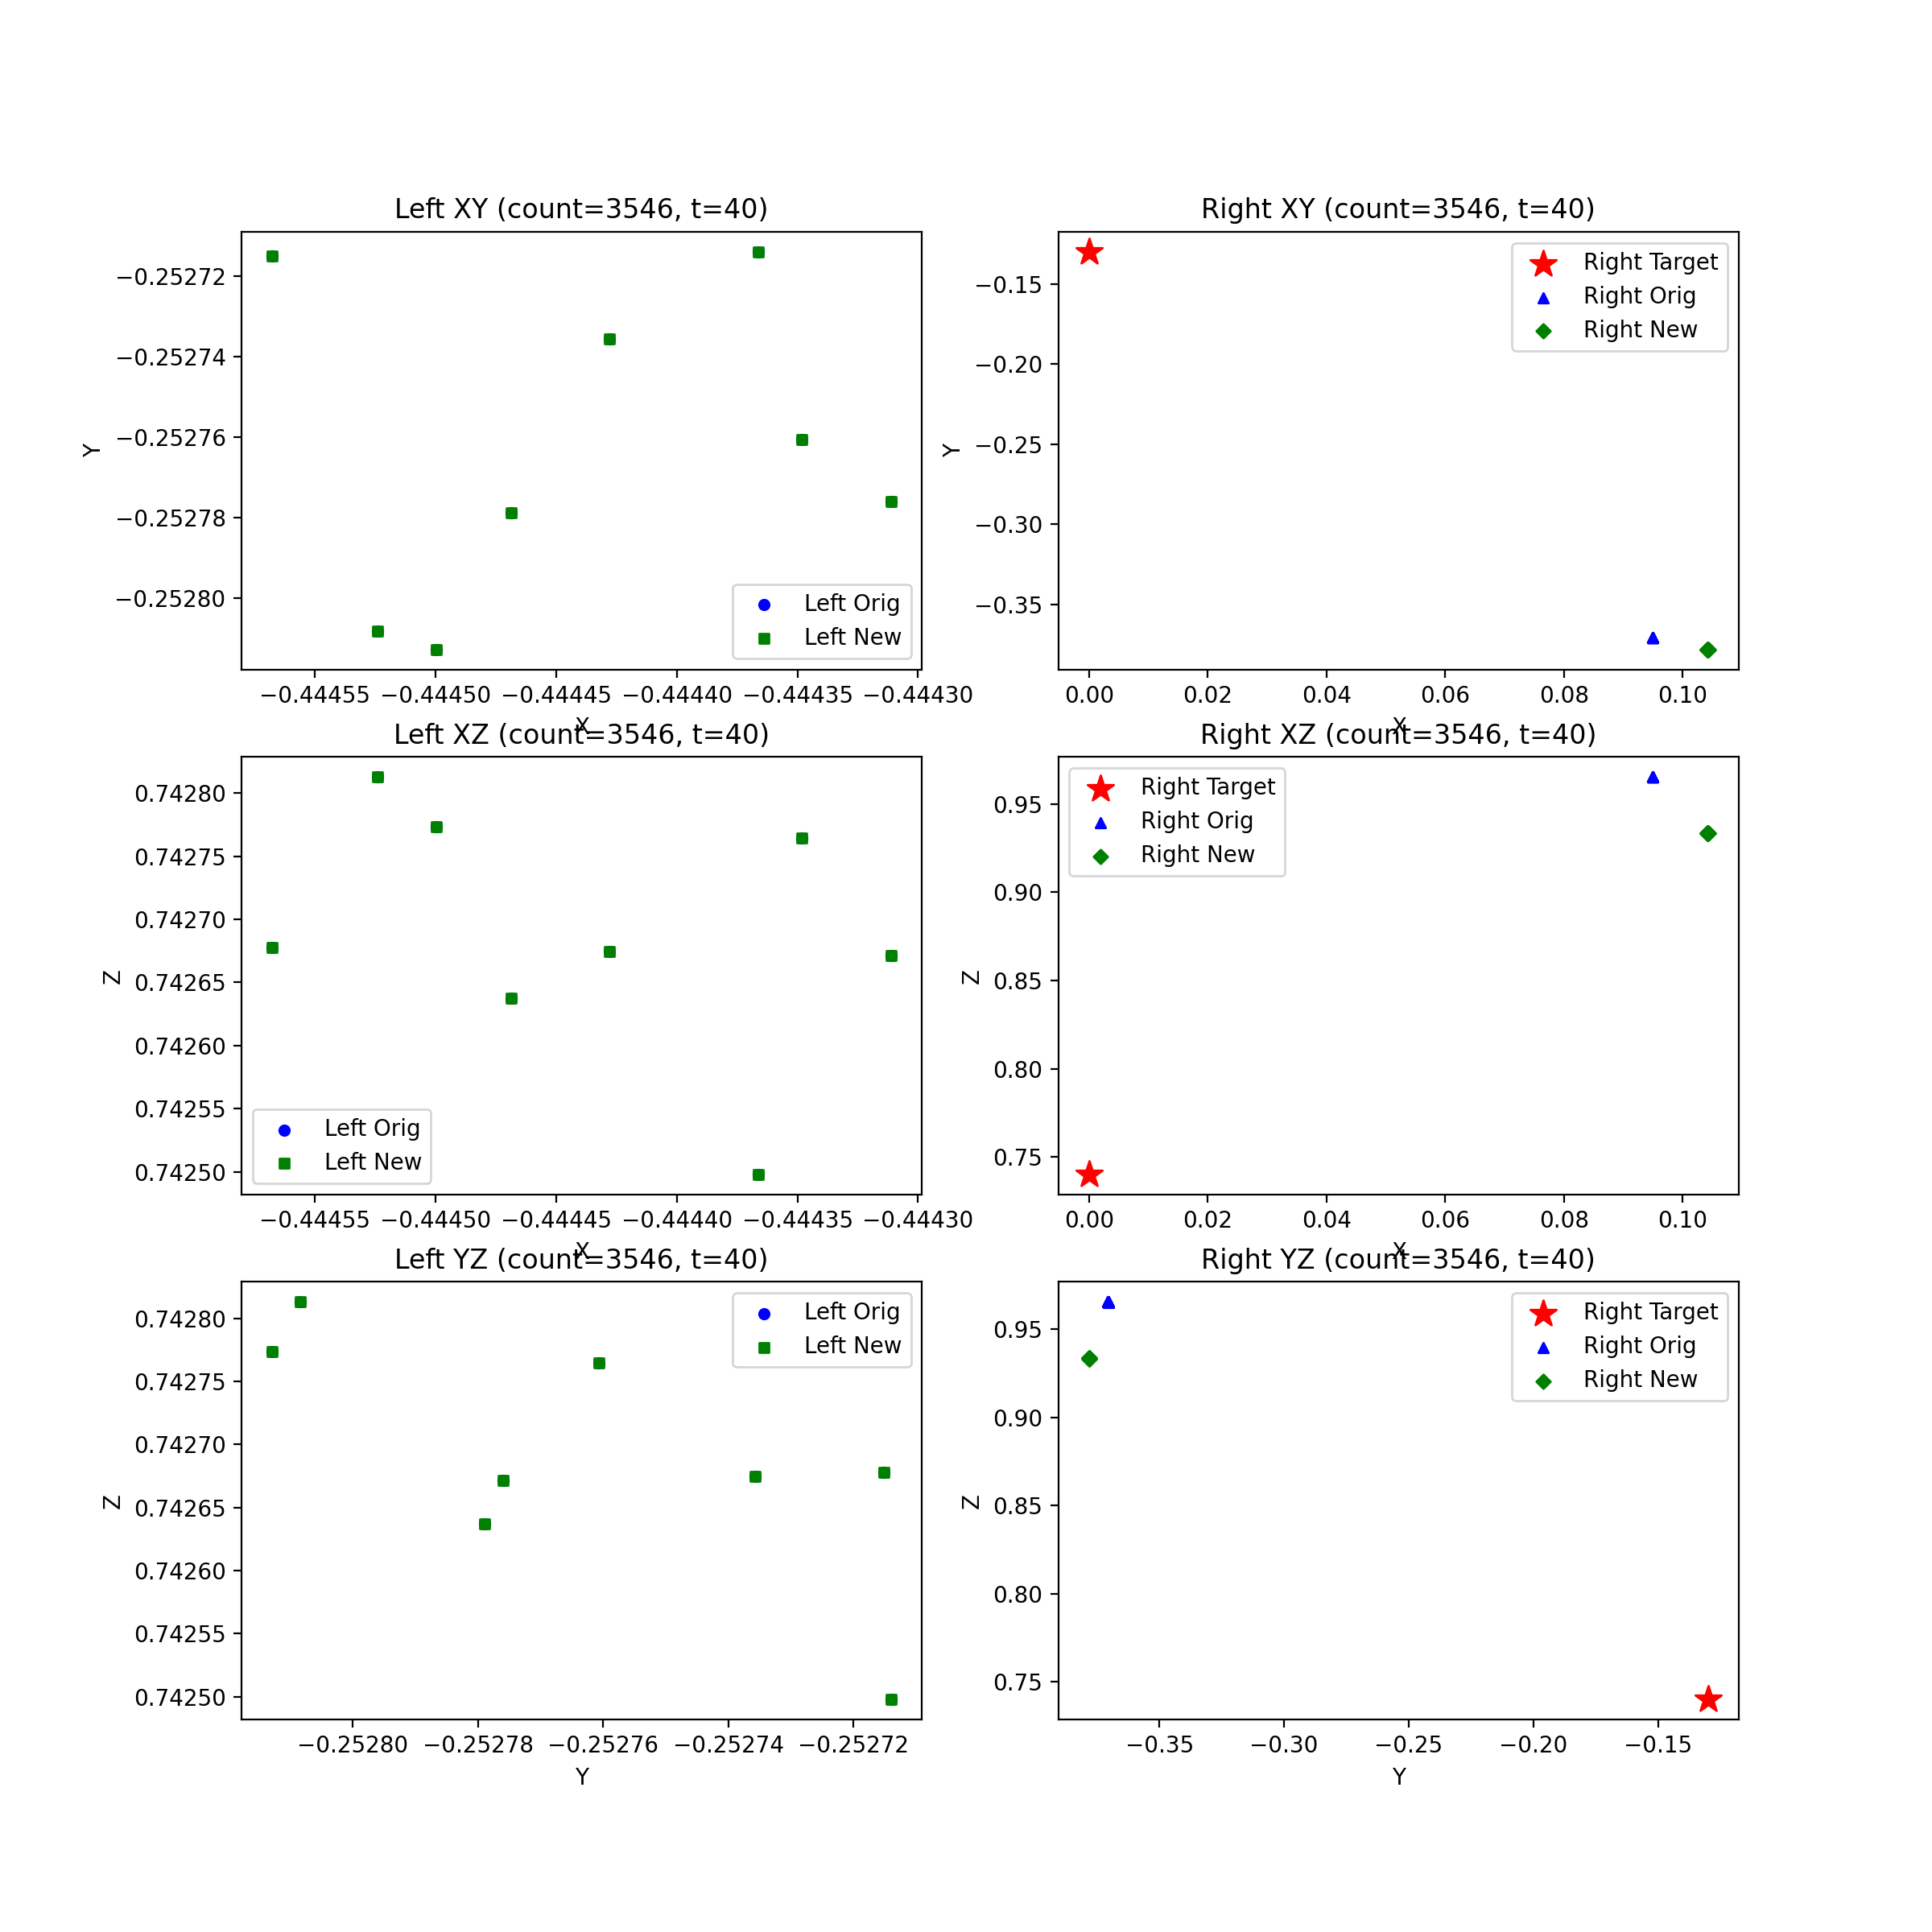 Left XY (count=3546, t=40)
Right XY (count=3546, t=40)
−0.25272
−0.25274
−0.25276
−0.25278
−0.25280
Y
Left Orig
Left New
−0.44455
−0.44450
−0.44445
−0.44440
−0.44435
−0.44430
X
−0.15
−0.20
−0.25
−0.30
−0.35
Y
Right Target
Right Orig
Right New
0.00
0.02
0.04
0.06
0.08
0.10
X
Left XZ (count=3546, t=40)
Right XZ (count=3546, t=40)
0.74280
0.74275
0.74270
0.74265
0.74260
0.74255
0.74250
Z
Left Orig
Left New
−0.44455
−0.44450
−0.44445
−0.44440
−0.44435
−0.44430
X
0.95
0.90
0.85
0.80
0.75
Z
Right Target
Right Orig
Right New
0.00
0.02
0.04
0.06
0.08
0.10
X
Left YZ (count=3546, t=40)
Right YZ (count=3546, t=40)
0.74280
0.74275
0.74270
0.74265
0.74260
0.74255
0.74250
Z
Left Orig
Left New
−0.25280
−0.25278
−0.25276
−0.25274
−0.25272
Y
0.95
0.90
0.85
0.80
0.75
Z
Right Target
Right Orig
Right New
−0.35
−0.30
−0.25
−0.20
−0.15
Y